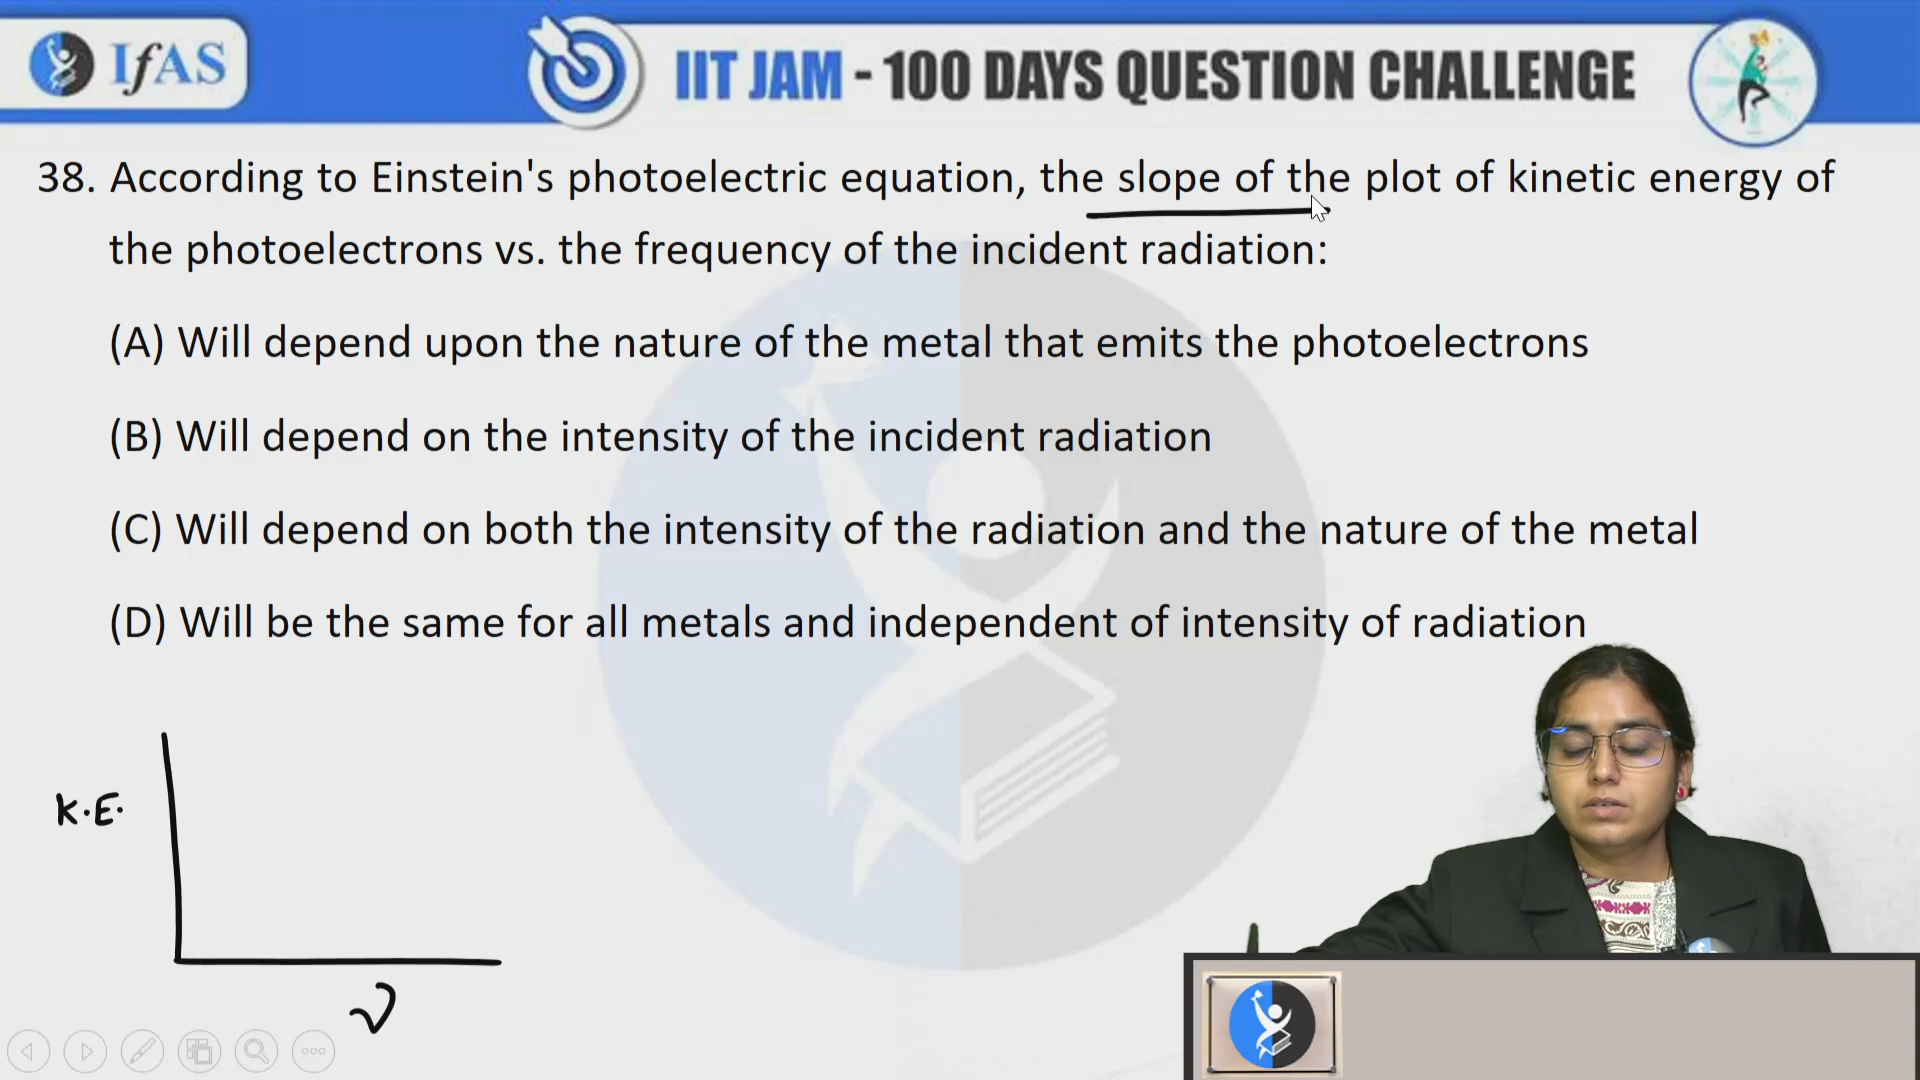 IfAS
IIT JAM - 100 DAYS QUESTION CHALLENGE
38. According to Einstein's photoelectric equation, the slope of the plot of kinetic energy of
the photoelectrons vs. the frequency of the incident radiation:
(A) Will depend upon the nature of the metal that emits the photoelectrons
(B) Will depend on the intensity of the incident radiation
(C) Will depend on both the intensity of the radiation and the nature of the metal
(D) Will be the same for all metals and independent of intensity of radiation
K.E.
ν